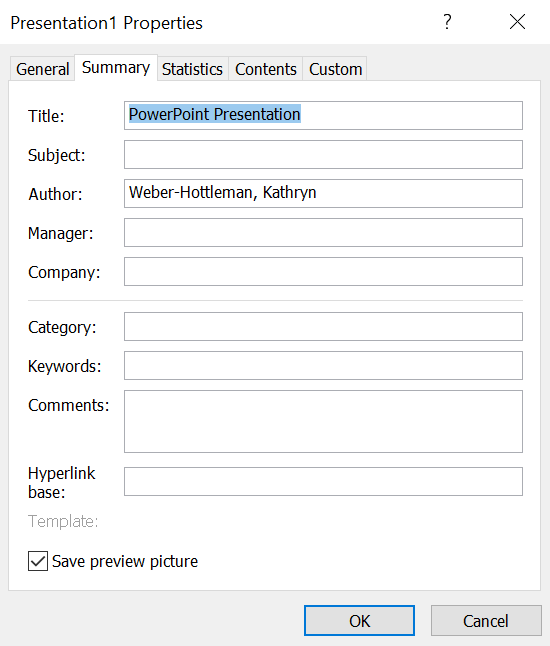 Presentation1 Properties ? ×
General Summary Statistics Contents Custom
Title: PowerPoint Presentation
Subject:
Author: Weber-Hottleman, Kathryn
Manager:
Company:
Category:
Keywords:
Comments:
Hyperlink
base:
Template:
Save preview picture
OK Cancel